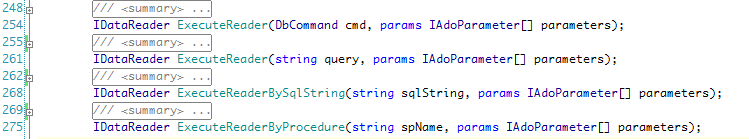 248 /// <summary> ...
254 IDataReader ExecuteReader(DbCommand cmd, params IAdoParameter[] parameters);
255 /// <summary> ...
261 IDataReader ExecuteReader(string query, params IAdoParameter[] parameters);
262 /// <summary> ...
268 IDataReader ExecuteReaderBySqlString(string sqlString, params IAdoParameter[] parameters);
269 /// <summary> ...
275 IDataReader ExecuteReaderByProcedure(string spName, params IAdoParameter[] parameters);